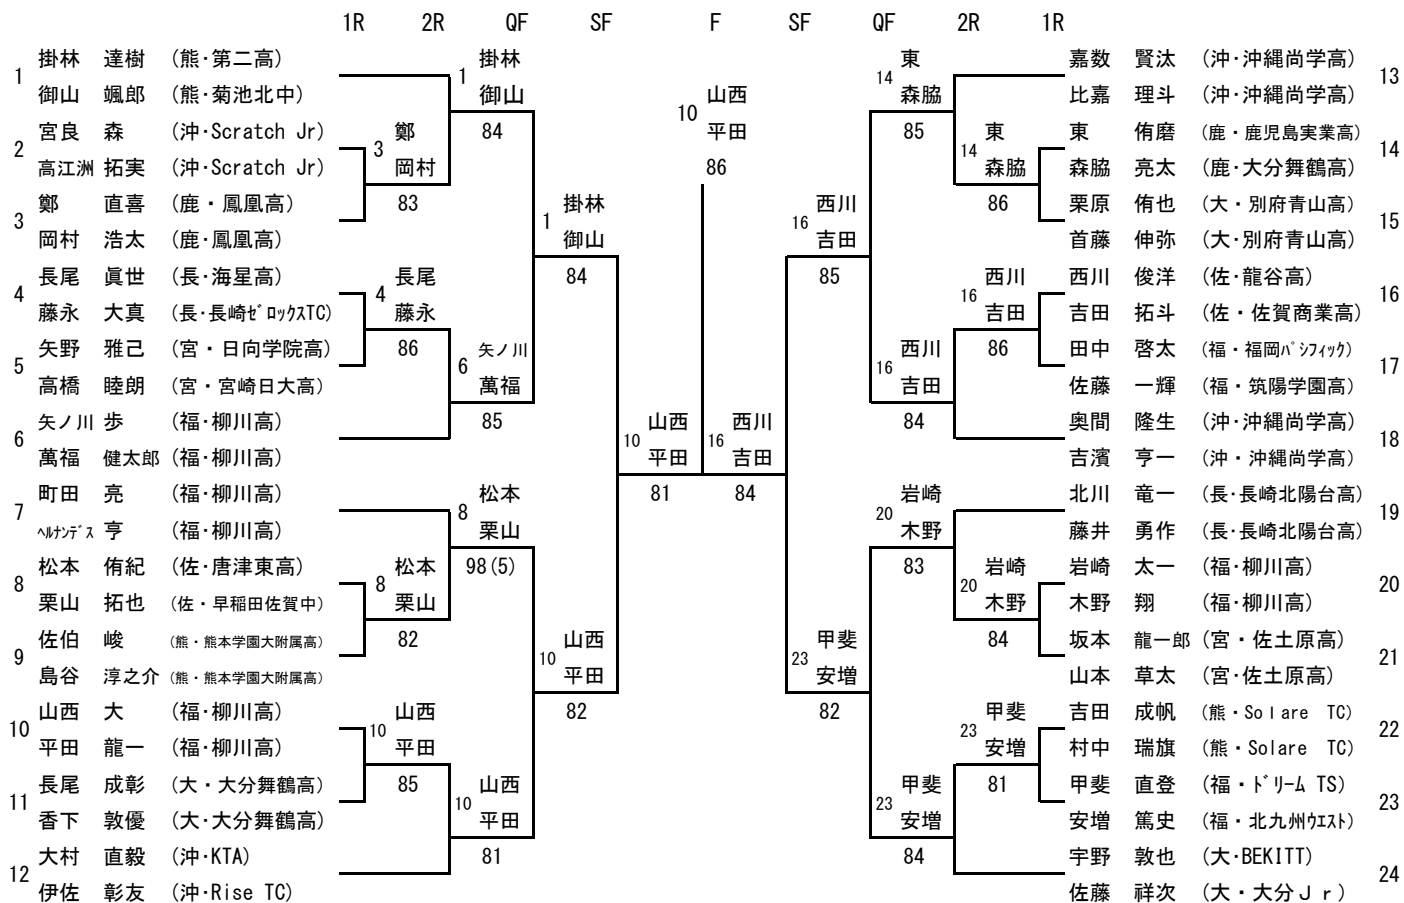 1R 2R QF SF F SF QF 2R 1R
1 掛林 達樹 (熊・第二高)
御山 颯郎 (熊・菊池北中)
2 宮良 森 (沖・Scratch Jr)
高江洲 拓実 (沖・Scratch Jr)
3 鄭 直喜 (鹿・鳳凰高)
岡村 浩太 (鹿・鳳凰高)
4 長尾 眞世 (長・海星高)
藤永 大真 (長・長崎ゼロックスTC)
5 矢野 雅己 (宮・日向学院高)
高橋 睦朗 (宮・宮崎日大高)
6 矢ノ川 歩 (福・柳川高)
萬福 健太郎 (福・柳川高)
7 町田 亮 (福・柳川高)
ヘルナンデス 亨 (福・柳川高)
8 松本 侑紀 (佐・唐津東高)
栗山 拓也 (佐・早稲田佐賀中)
9 佐伯 峻 (熊・熊本学園大附属高)
島谷 淳之介 (熊・熊本学園大附属高)
10 山西 大 (福・柳川高)
平田 龍一 (福・柳川高)
11 長尾 成彰 (大・大分舞鶴高)
香下 敦優 (大・大分舞鶴高)
12 大村 直毅 (沖・KTA)
伊佐 彰友 (沖・Rise TC)
3 鄭
岡村
83
4 長尾
藤永
86
8 松本
栗山
82
10 山西
平田
85
1 掛林
御山
84
6 矢ノ川
萬福
85
8 松本
栗山
98(5)
10 山西
平田
81
1 掛林
御山
84
10 山西
平田
82
10 山西
平田
81
10 山西
平田
86
16 西川
吉田
84
16 西川
吉田
85
23 甲斐
安増
82
14 東
森脇
85
16 西川
吉田
84
20 岩崎
木野
83
23 甲斐
安増
84
14 東
森脇
86
16 西川
吉田
86
20 岩崎
木野
84
23 甲斐
安増
81
嘉数 賢汰 (沖・沖縄尚学高) 13
比嘉 理斗 (沖・沖縄尚学高)
東 侑磨 (鹿・鹿児島実業高) 14
森脇 亮太 (鹿・大分舞鶴高)
栗原 侑也 (大・別府青山高) 15
首藤 伸弥 (大・別府青山高)
西川 俊洋 (佐・龍谷高) 16
吉田 拓斗 (佐・佐賀商業高)
田中 啓太 (福・福岡パシフィック) 17
佐藤 一輝 (福・筑陽学園高)
奥間 隆生 (沖・沖縄尚学高) 18
吉濱 亨一 (沖・沖縄尚学高)
北川 竜一 (長・長崎北陽台高) 19
藤井 勇作 (長・長崎北陽台高)
岩崎 太一 (福・柳川高) 20
木野 翔 (福・柳川高)
坂本 龍一郎 (宮・佐土原高) 21
山本 草太 (宮・佐土原高)
吉田 成帆 (熊・Solare TC) 22
村中 瑞旗 (熊・Solare TC)
甲斐 直登 (福・ドリーム TS) 23
安増 篤史 (福・北九州ウエスト)
宇野 敦也 (大・BEKITT) 24
佐藤 祥次 (大・大分Jr)